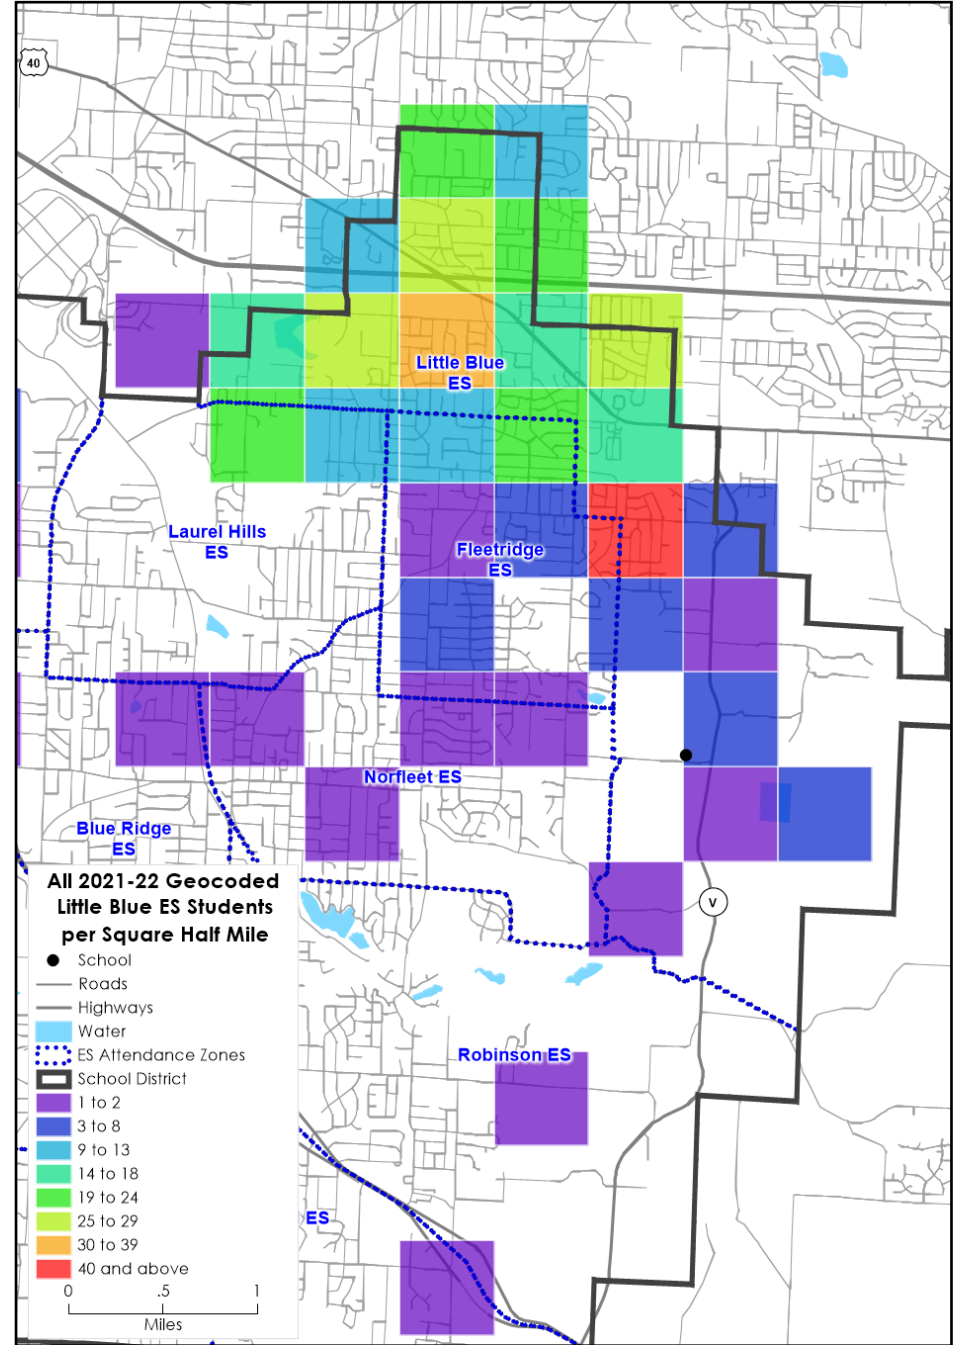 40
Little Blue
ES
Laurel Hills
ES
Fleetridge
ES
Norfleet ES
Blue Ridge
ES
V
Robinson ES
ES
All 2021-22 Geocoded
Little Blue ES Students
per Square Half Mile
School
Roads
Highways
Water
ES Attendance Zones
School District
1 to 2
3 to 8
9 to 13
14 to 18
19 to 24
25 to 29
30 to 39
40 and above
0 .5 1
Miles